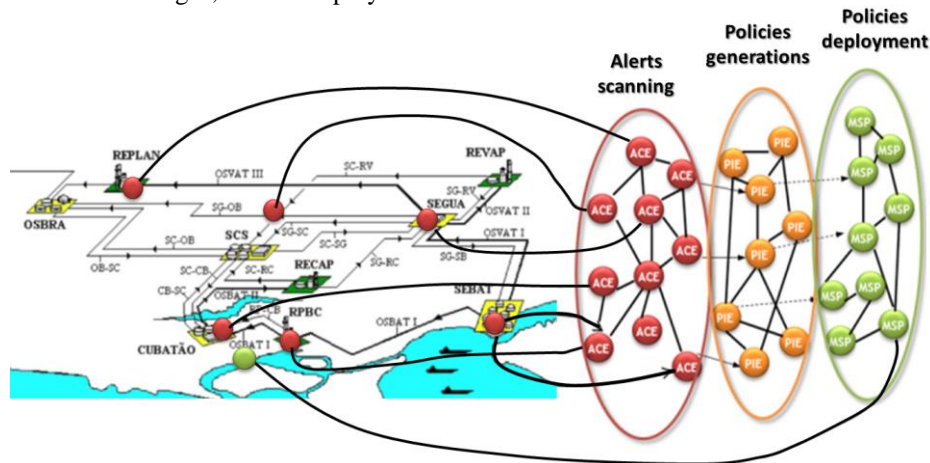 Policies
deployment
Policies
generations
Alerts
scanning
MSP
ACE PIE MSP
REPLAN REVAP
SC-RV PIE
OSVAT III ACE PIE MSP
SG-RV
ACE ACE MSP
SG-OB SEGUA OSVAT II
OSBRA PIE
SCS SG-SC OSVAT I
SC-OB SC-SG ACE PIE MSP
OB-SC SG-RC SG-SB
SC-CB SC-RC RECAP ACE ACE
CB-SC SEBAT MSP MSP
OSBAT II
RPBC OSBAT I PIE
CUBATÃO OSBAT I ACE MSP
ACE PIE MSP
ACE PIE